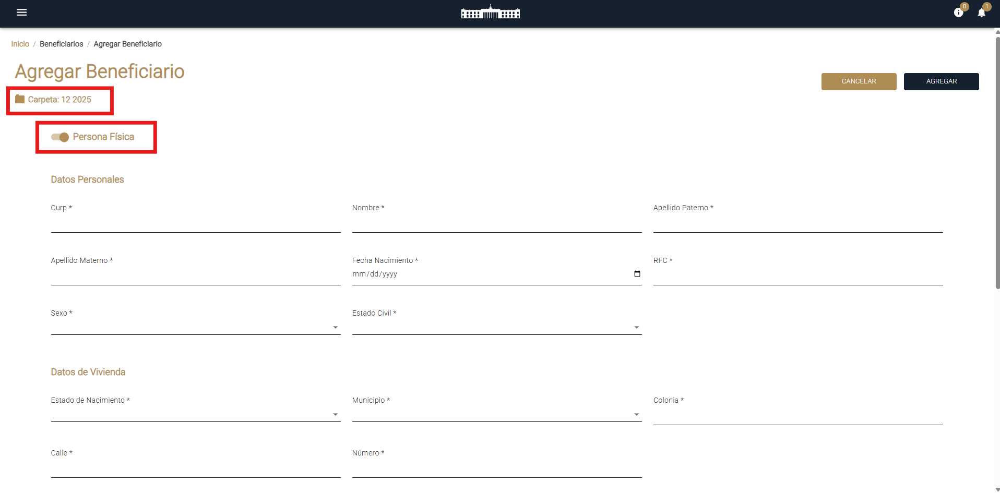 0
1
Inicio / Beneficiarios / Agregar Beneficiario
Agregar Beneficiario
CANCELAR
AGREGAR
Carpeta: 12 2025
Persona Física
Datos Personales
Curp *
Nombre *
Apellido Paterno *
Apellido Materno *
Fecha Nacimiento *
mm/dd/yyyy
RFC *
Sexo *
Estado Civil *
Datos de Vivienda
Estado de Nacimiento *
Municipio *
Colonia *
Calle *
Número *